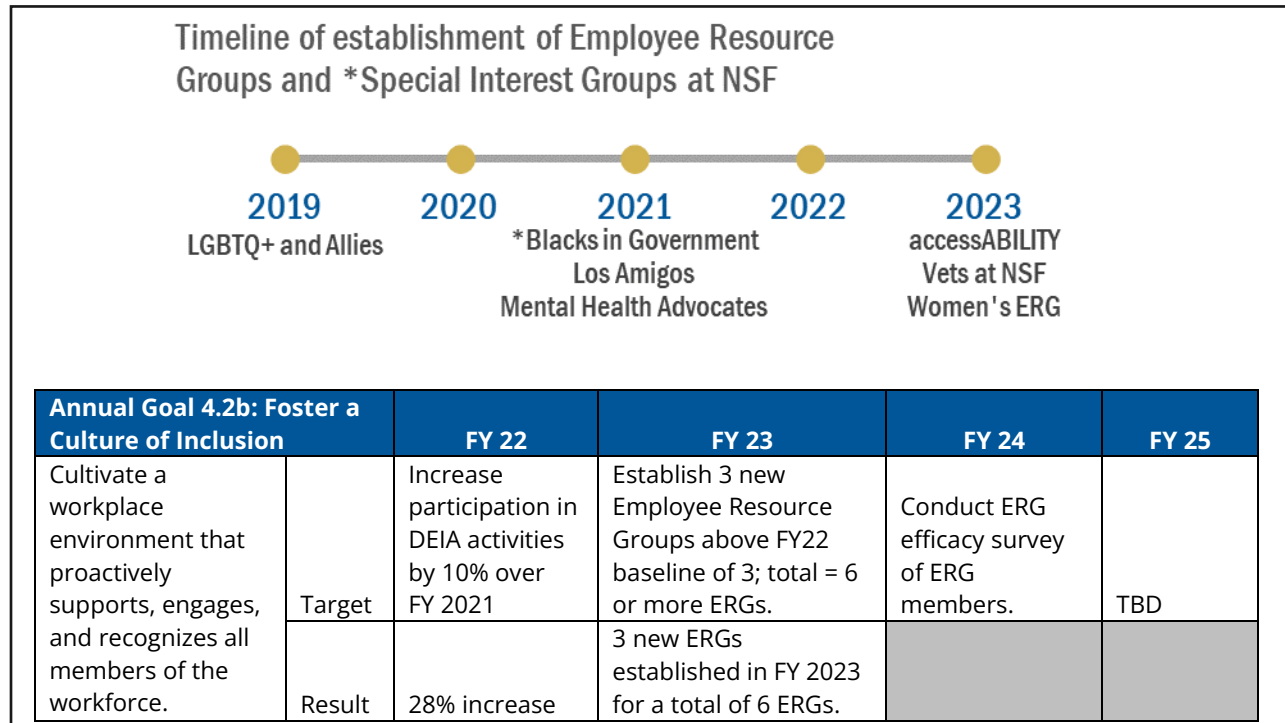 Timeline of establishment of Employee Resource
Groups and *Special Interest Groups at NSF
2019
LGBTQ+ and Allies
2020
2021
*Blacks in Government
Los Amigos
Mental Health Advocates
2022
2023
accessABILITY
Vets at NSF
Women's ERG
Annual Goal 4.2b: Foster a
Culture of Inclusion
FY 22
FY 23
FY 24
FY 25
Cultivate a
workplace
environment that
proactively
supports, engages,
and recognizes all
members of the
workforce.
Target
Increase
participation in
DEIA activities
by 10% over
FY 2021
Establish 3 new
Employee Resource
Groups above FY22
baseline of 3; total = 6
or more ERGs.
Conduct ERG
efficacy survey
of ERG
members.
TBD
Result
28% increase
3 new ERGs
established in FY 2023
for a total of 6 ERGs.